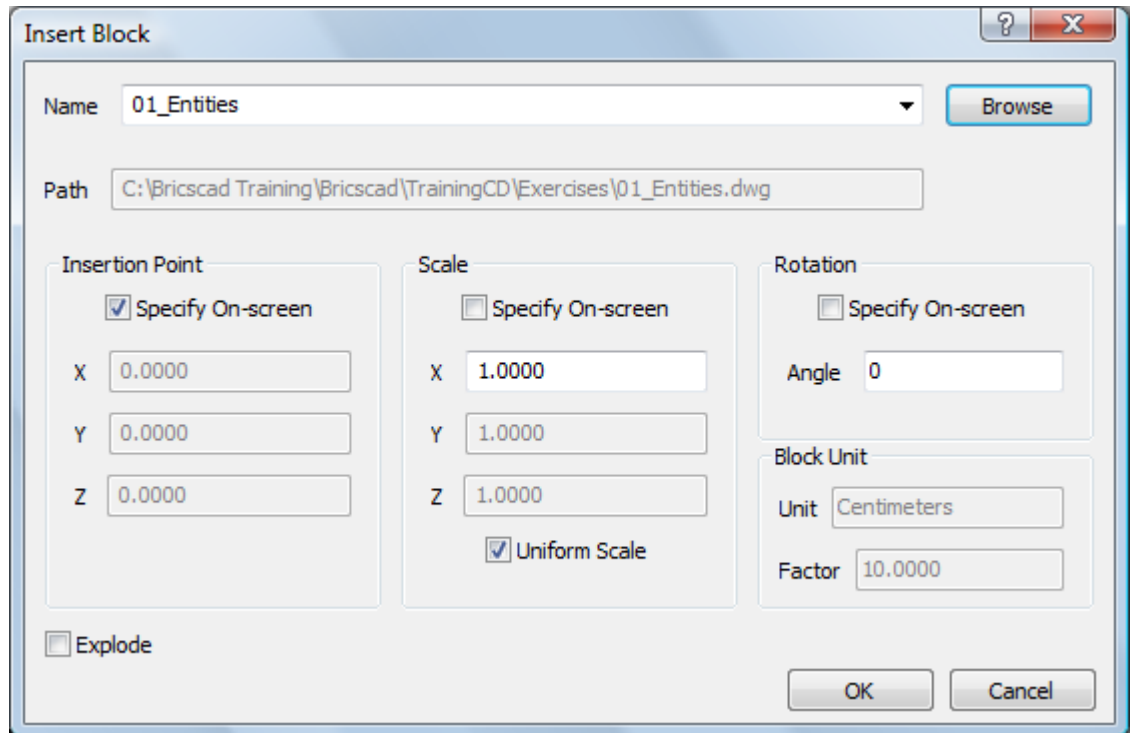 Insert Block
?
X
Name 01_Entities Browse
Path C:\Bricscad Training\Bricscad\TrainingCD\Exercises\01_Entities.dwg
Insertion Point
Specify On-screen
X 0.0000
Y 0.0000
Z 0.0000
Scale
Specify On-screen
X 1.0000
Y 1.0000
Z 1.0000
Uniform Scale
Rotation
Specify On-screen
Angle 0
Block Unit
Unit Centimeters
Factor 10.0000
Explode
OK Cancel